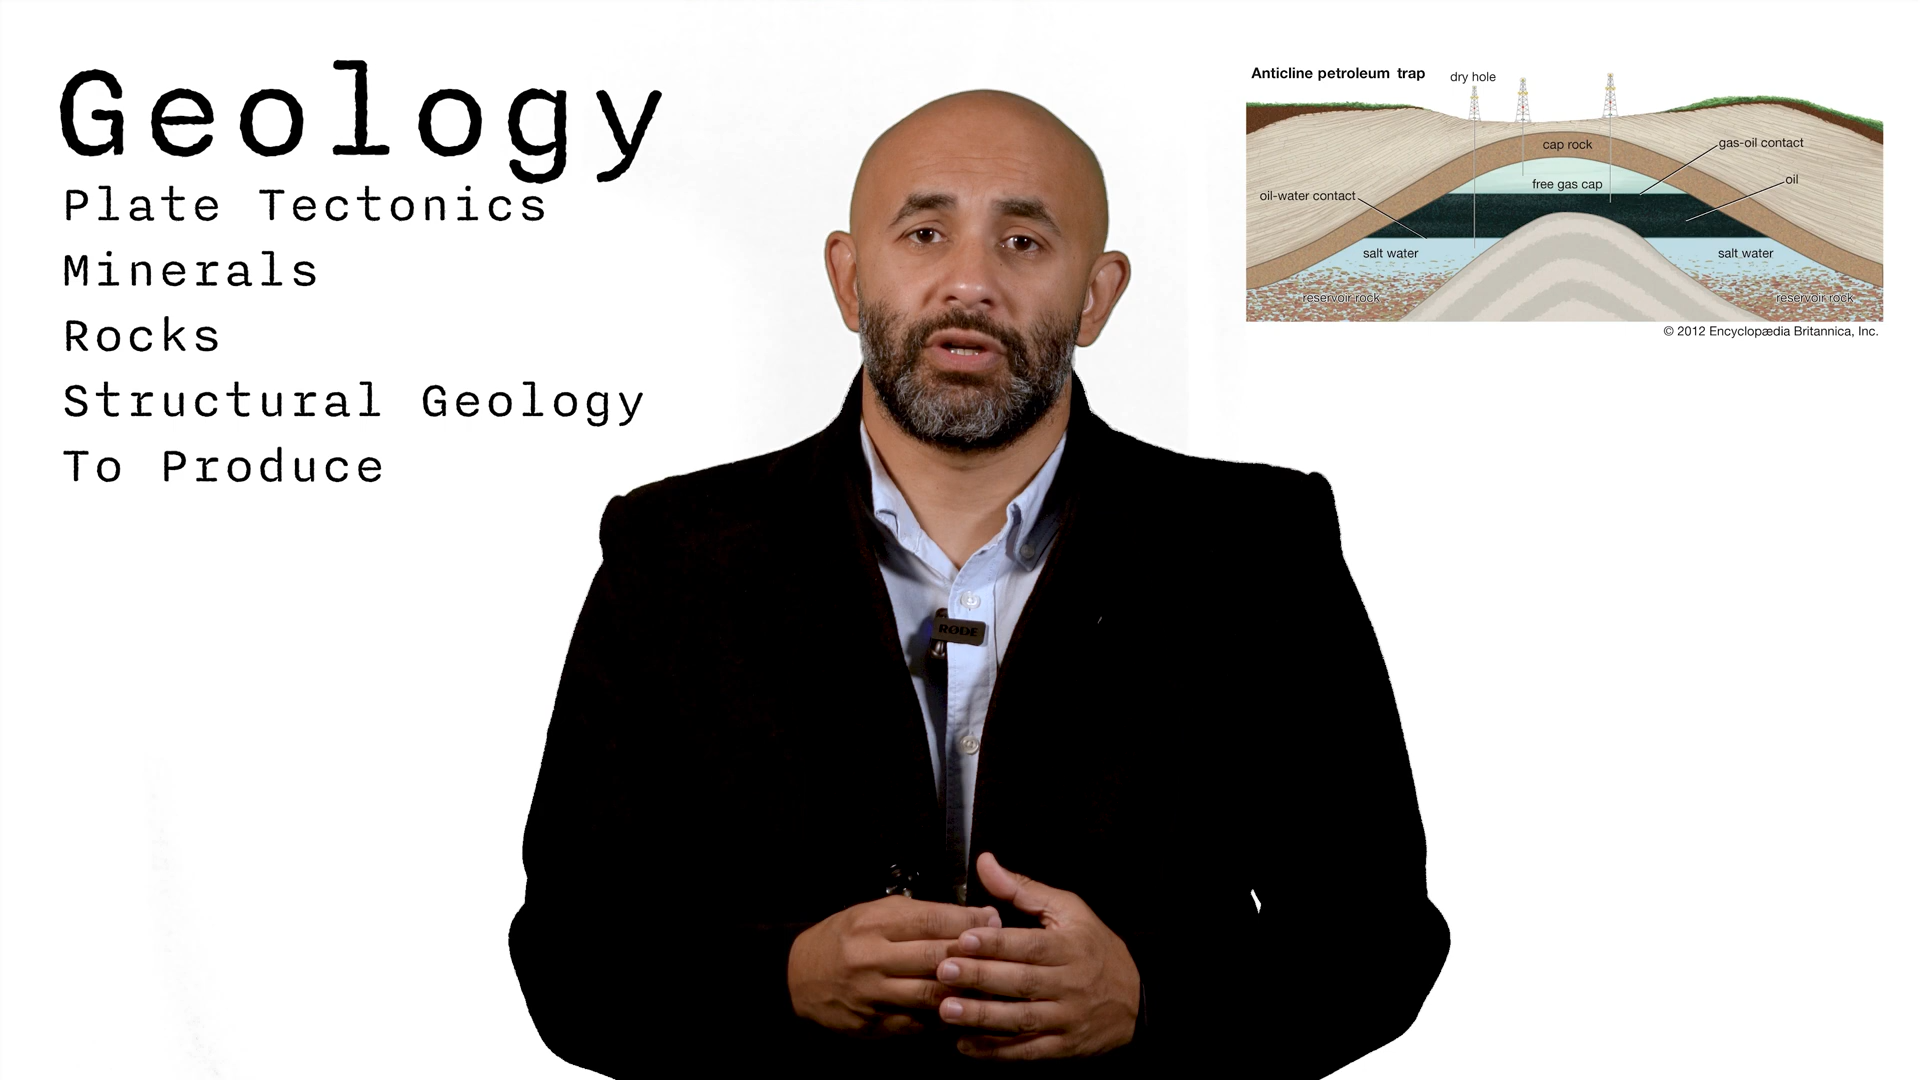 Geology
Plate Tectonics
Minerals
Rocks
Structural Geology
To Produce
Anticline petroleum trap
dry hole
cap rock
gas-oil contact
free gas cap
oil
oil-water contact
salt water
salt water
reservoir rock
reservoir rock
© 2012 Encyclopædia Britannica, Inc.
RØDE